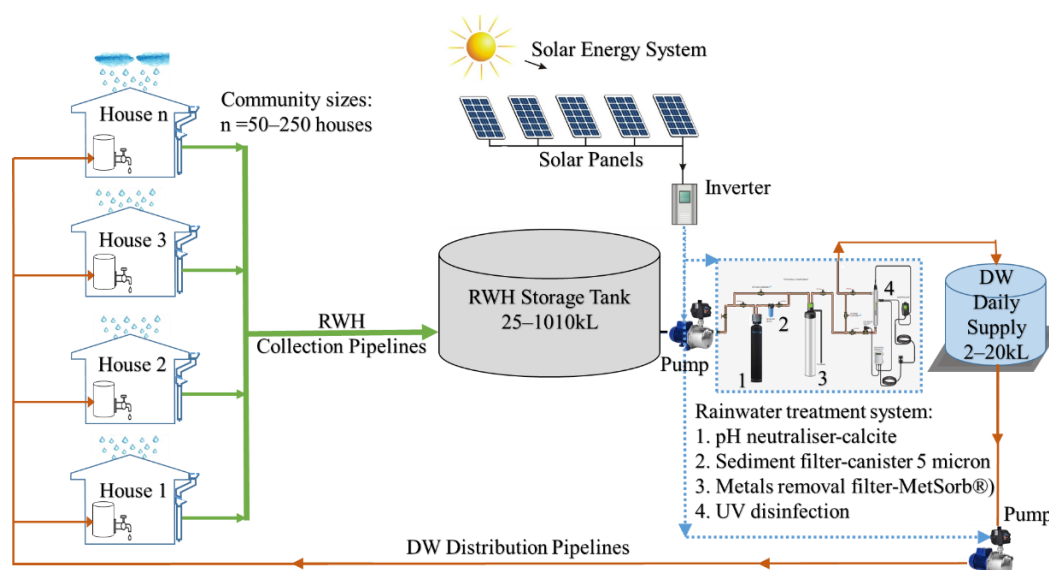 Solar Energy System
House n
Community sizes:
n =50–250 houses
Solar Panels
Inverter
House 3
RWH Storage Tank
25–1010kL
4
DW
Daily
Supply
2–20kL
RWH
Collection Pipelines
2
Pump
1
3
House 2
Rainwater treatment system:
1. pH neutraliser-calcite
2. Sediment filter-canister 5 micron
3. Metals removal filter-MetSorb®)
4. UV disinfection
House 1
Pump
DW Distribution Pipelines